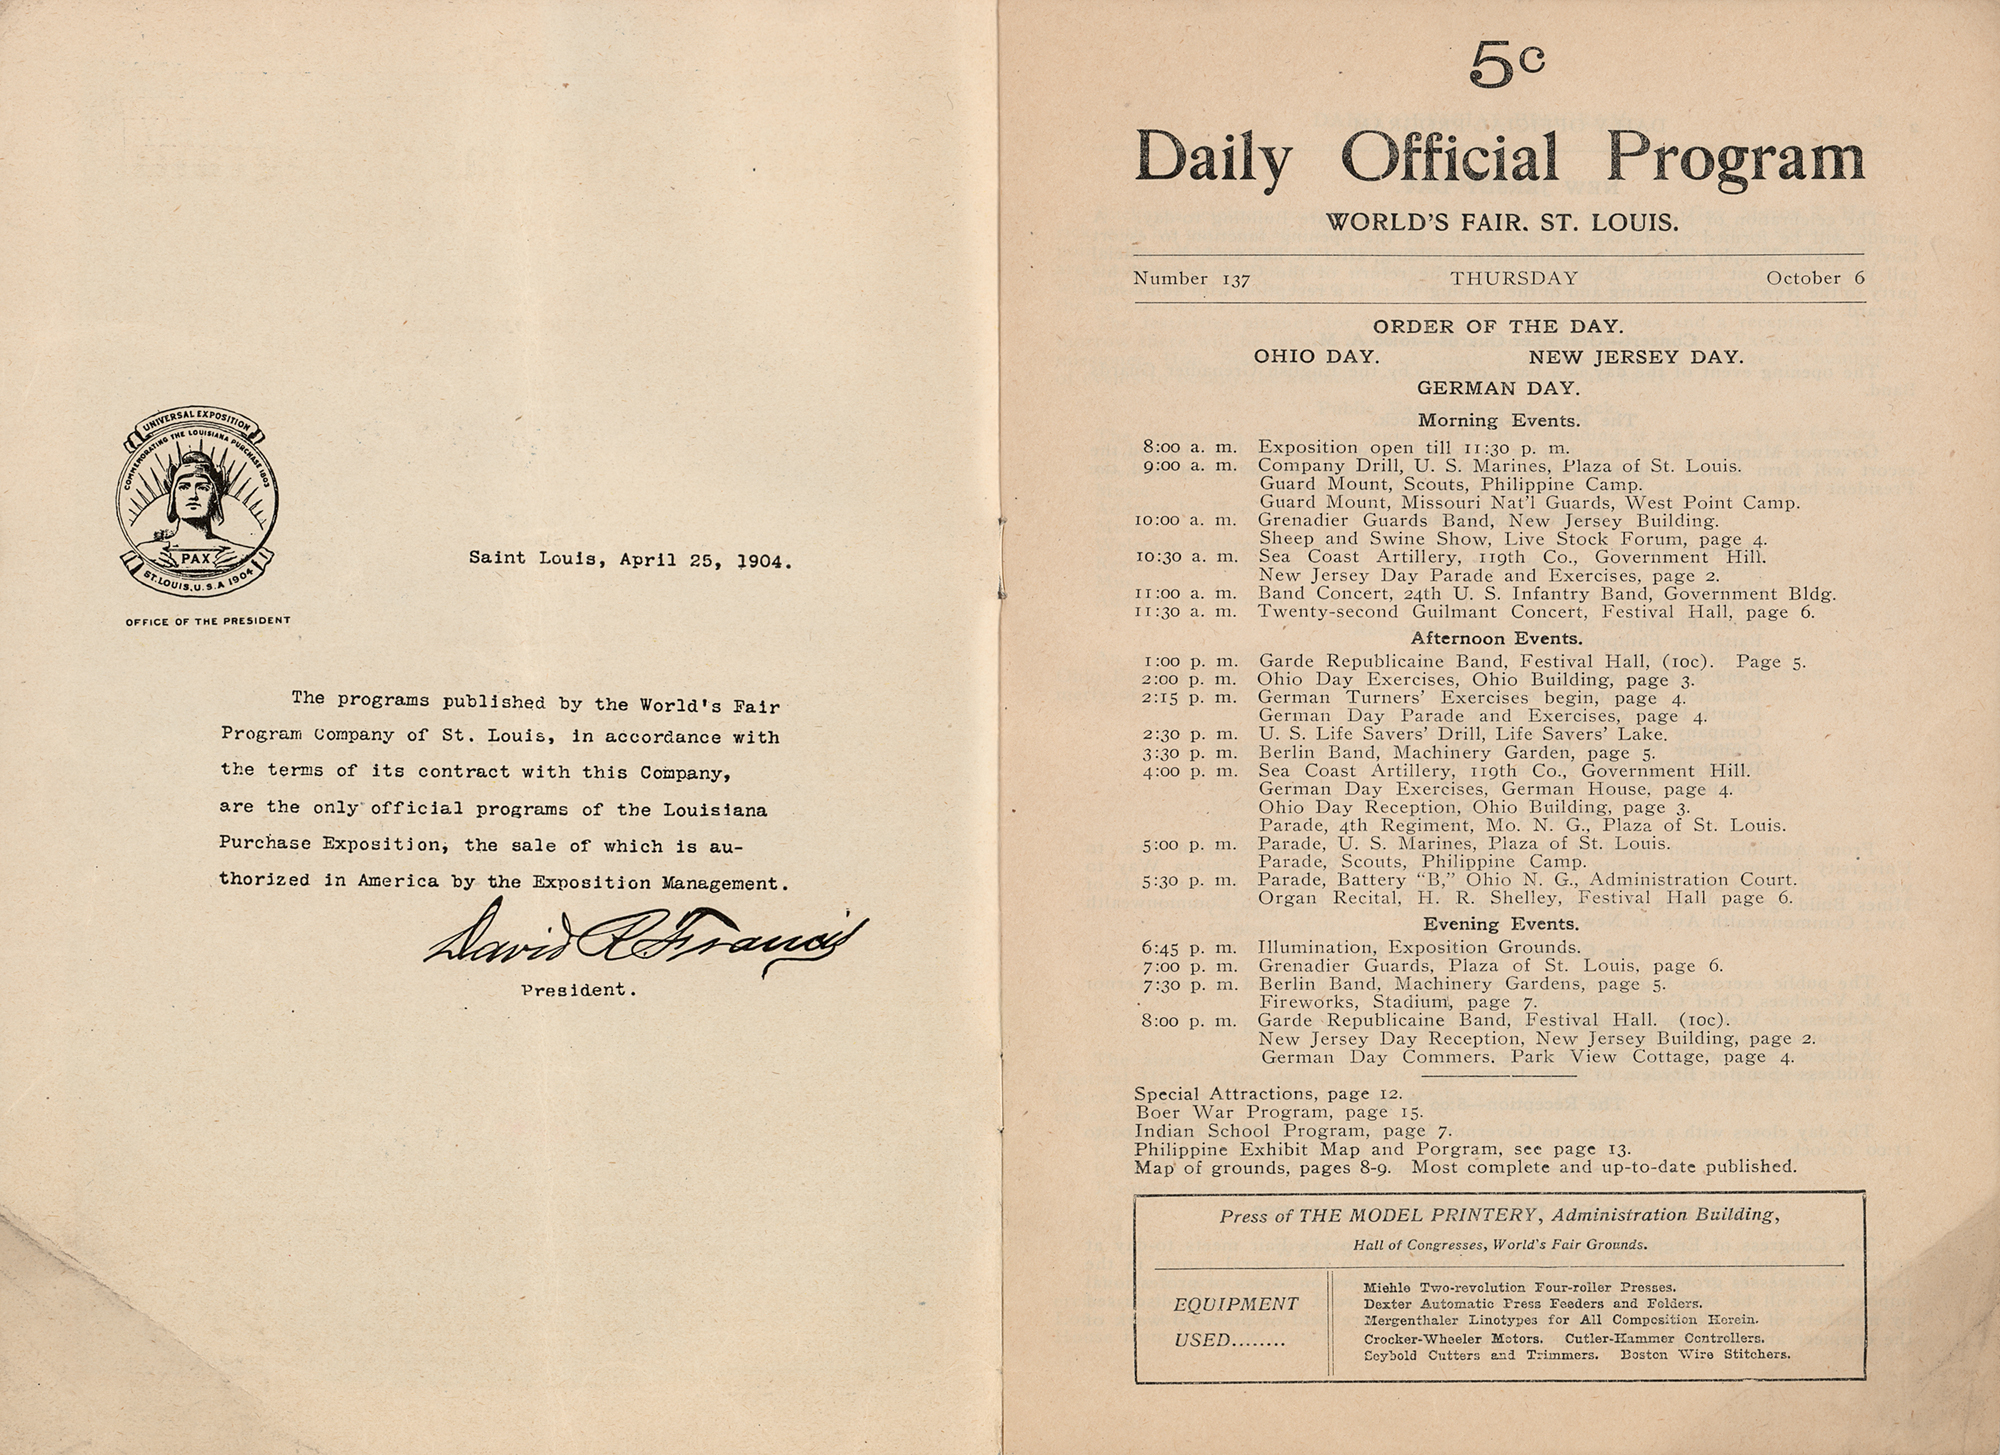 UNIVERSAL EXPOSITION
COMMEMORATING THE LOUISIANA PURCHASE 1803
PAX
ST. LOUIS, U.S.A 1904
OFFICE OF THE PRESIDENT
Saint Louis, April 25, 1904.
The programs published by the World's Fair
Program Company of St. Louis, in accordance with
the terms of its contract with this Company,
are the only official programs of the Louisiana
Purchase Exposition, the sale of which is au-
thorized in America by the Exposition Management.
David R Francis
President.
5c
Daily Official Program
WORLD'S FAIR. ST. LOUIS.
Number 137 THURSDAY October 6
ORDER OF THE DAY.
OHIO DAY. NEW JERSEY DAY.
GERMAN DAY.
Morning Events.
8:00 a. m. Exposition open till 11:30 p. m.
9:00 a. m. Company Drill, U. S. Marines, Plaza of St. Louis.
Guard Mount, Scouts, Philippine Camp.
Guard Mount, Missouri Nat'l Guards, West Point Camp.
10:00 a. m. Grenadier Guards Band, New Jersey Building.
Sheep and Swine Show, Live Stock Forum, page 4.
10:30 a. m. Sea Coast Artillery, 119th Co., Government Hill.
New Jersey Day Parade and Exercises, page 2.
11:00 a. m. Band Concert, 24th U. S. Infantry Band, Government Bldg.
11:30 a. m. Twenty-second Guilmant Concert, Festival Hall, page 6.
Afternoon Events.
1:00 p. m. Garde Republicaine Band, Festival Hall, (10c). Page 5.
2:00 p. m. Ohio Day Exercises, Ohio Building, page 3.
2:15 p. m. German Turners' Exercises begin, page 4.
German Day Parade and Exercises, page 4.
2:30 p. m. U. S. Life Savers' Drill, Life Savers' Lake.
3:30 p. m. Berlin Band, Machinery Garden, page 5.
4:00 p. m. Sea Coast Artillery, 119th Co., Government Hill.
German Day Exercises, German House, page 4.
Ohio Day Reception, Ohio Building, page 3.
Parade, 4th Regiment, Mo. N. G., Plaza of St. Louis.
5:00 p. m. Parade, U. S. Marines, Plaza of St. Louis.
Parade, Scouts, Philippine Camp.
5:30 p. m. Parade, Battery "B," Ohio N. G., Administration Court.
Organ Recital, H. R. Shelley, Festival Hall page 6.
Evening Events.
6:45 p. m. Illumination, Exposition Grounds.
7:00 p. m. Grenadier Guards, Plaza of St. Louis, page 6.
7:30 p. m. Berlin Band, Machinery Gardens, page 5.
Fireworks, Stadium, page 7.
8:00 p. m. Garde Republicaine Band, Festival Hall. (10c).
New Jersey Day Reception, New Jersey Building, page 2.
German Day Commers. Park View Cottage, page 4.
Special Attractions, page 12.
Boer War Program, page 15.
Indian School Program, page 7.
Philippine Exhibit Map and Porgram, see page 13.
Map of grounds, pages 8-9. Most complete and up-to-date published.
Press of THE MODEL PRINTERY, Administration Building,
Hall of Congresses, World's Fair Grounds.
EQUIPMENT
USED........
Miehle Two-revolution Four-roller Presses.
Dexter Automatic Press Feeders and Folders.
Mergenthaler Linotypes for All Composition Herein.
Crocker-Wheeler Motors. Cutler-Hammer Controllers.
Seybold Cutters and Trimmers. Boston Wire Stitchers.